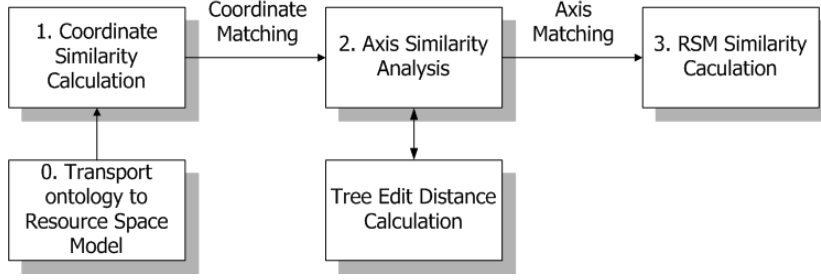 1. Coordinate
Similarity
Calculation
Coordinate
Matching
2. Axis Similarity
Analysis
Axis
Matching
3. RSM Similarity
Caculation
0. Transport
ontology to
Resource Space
Model
Tree Edit Distance
Calculation